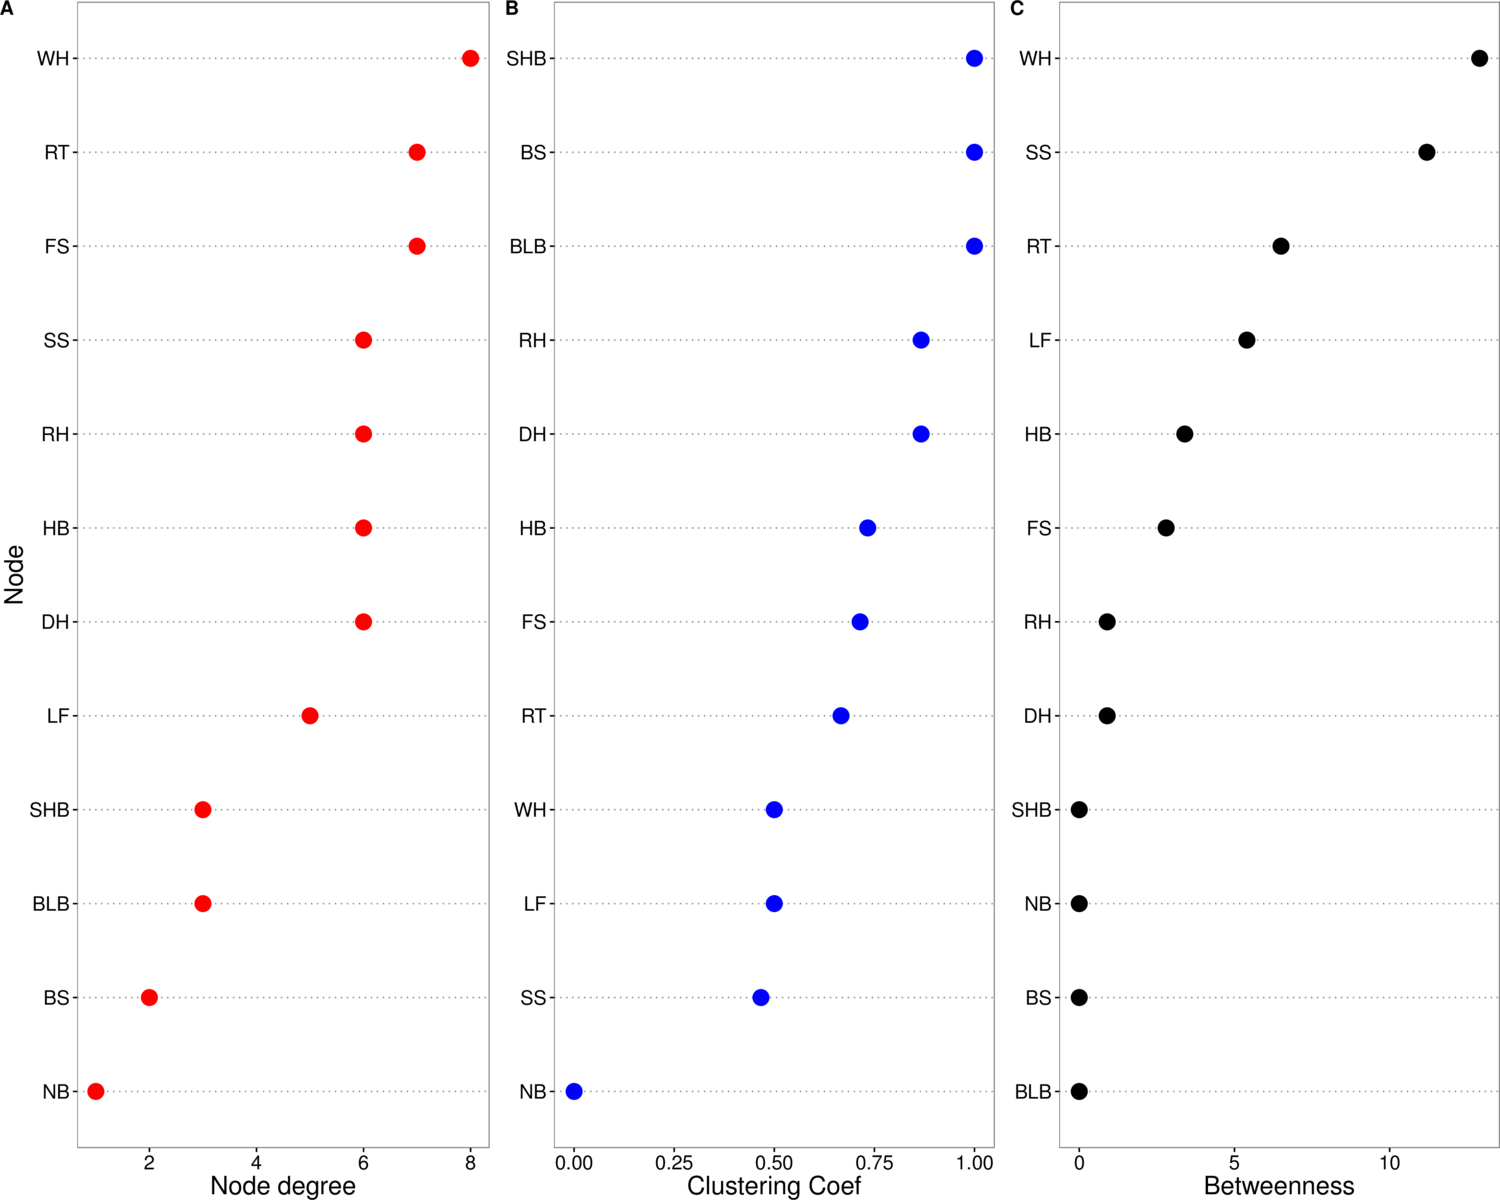 A
WH
RT
FS
SS
RH
HB
DH
LF
SHB
BLB
BS
NB
Node
2 4 6 8
Node degree
B
SHB
BS
BLB
RH
DH
HB
FS
RT
WH
LF
SS
NB
0.00 0.25 0.50 0.75 1.00
Clustering Coef
C
WH
SS
RT
LF
HB
FS
RH
DH
SHB
NB
BS
BLB
0 5 10
Betweenness